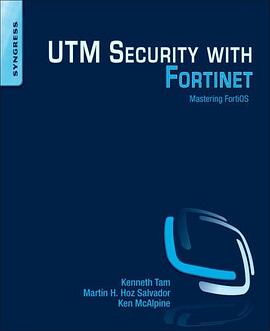 SYNGRESS
UTM SECURITY WITH
FORTINET
Mastering FortiOS
Kenneth Tam
Martin H. Hoz Salvador
Ken McAlpine